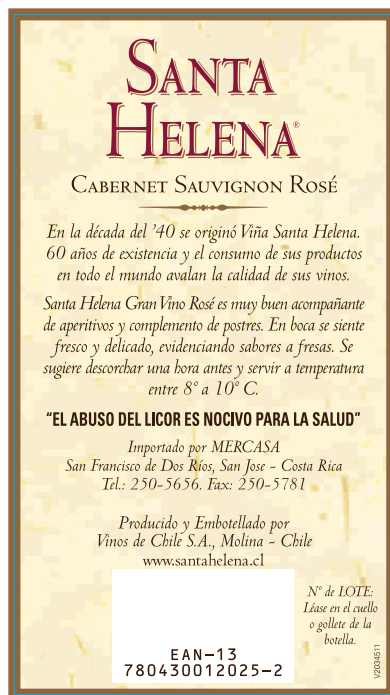 SANTA
HELENA®
CABERNET SAUVIGNON ROSÉ
En la década del '40 se originó Viña Santa Helena.
60 años de existencia y el consumo de sus productos
en todo el mundo avalan la calidad de sus vinos.
Santa Helena Gran Vino Rosé es muy buen acompañante
de aperitivos y complemento de postres. En boca se siente
fresco y delicado, evidenciando sabores a fresas. Se
sugiere descorchar una hora antes y servir a temperatura
entre 8° a 10° C.
"EL ABUSO DEL LICOR ES NOCIVO PARA LA SALUD"
Importado por MERCASA
San Francisco de Dos Ríos, San Jose - Costa Rica
Tel.: 250-5656. Fax: 250-5781
Producido y Embotellado por
Vinos de Chile S.A., Molina - Chile
www.santahelena.cl
N° de LOTE:
Léase en el cuello
o gollete de la
botella.
EAN-13
780430012025-2
V2034511